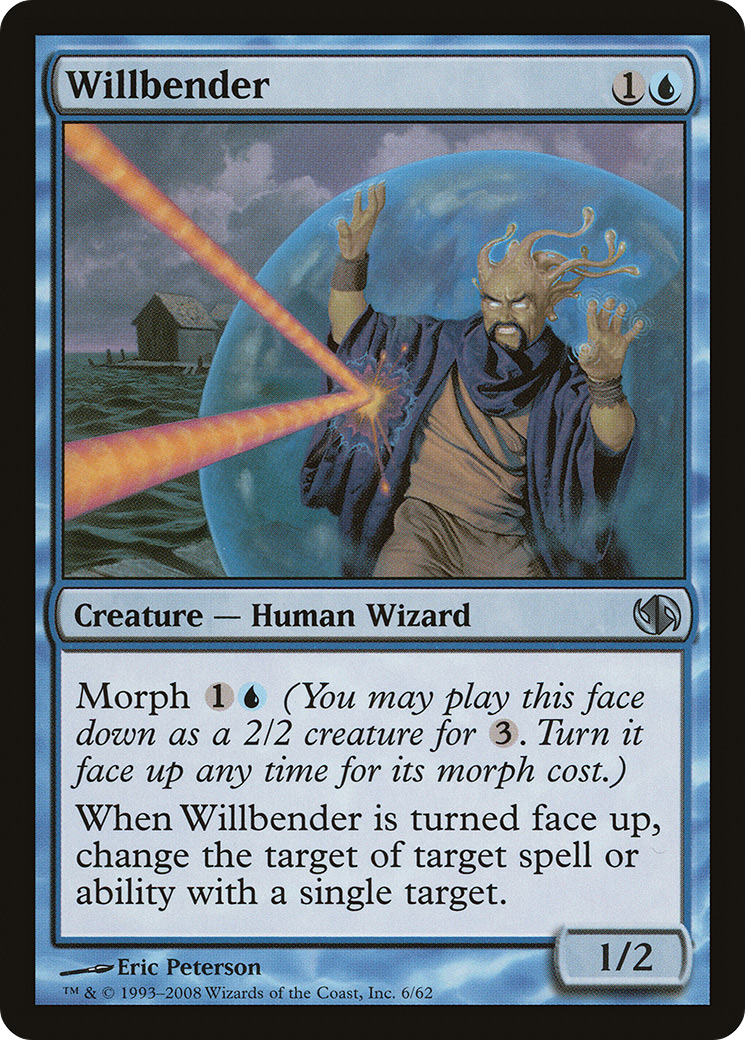 Willbender 1
Creature — Human Wizard
Morph 1 (You may play this face
down as a 2/2 creature for 3. Turn it
face up any time for its morph cost.)
When Willbender is turned face up,
change the target of target spell or
ability with a single target.
1/2
Eric Peterson
™ & © 1993–2008 Wizards of the Coast, Inc. 6/62